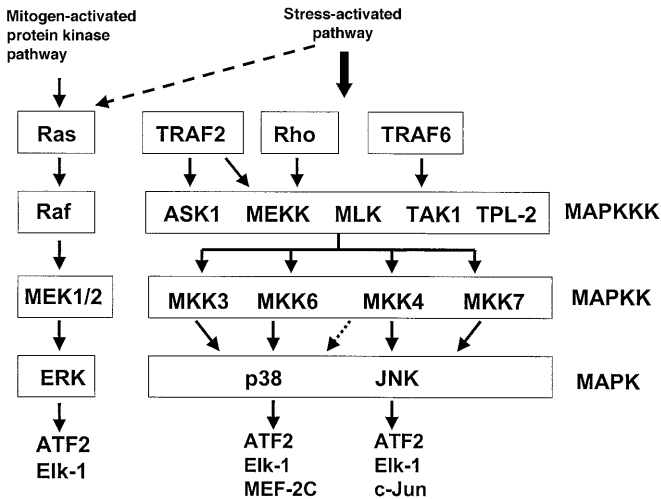 Mitogen-activated
protein kinase
pathway
Stress-activated
pathway
Ras
TRAF2
Rho
TRAF6
Raf
ASK1 MEKK MLK TAK1 TPL-2
MAPKKK
MEK1/2
MKK3 MKK6 MKK4 MKK7
MAPKK
ERK
p38 JNK
MAPK
ATF2
Elk-1
ATF2
Elk-1
MEF-2C
ATF2
Elk-1
c-Jun